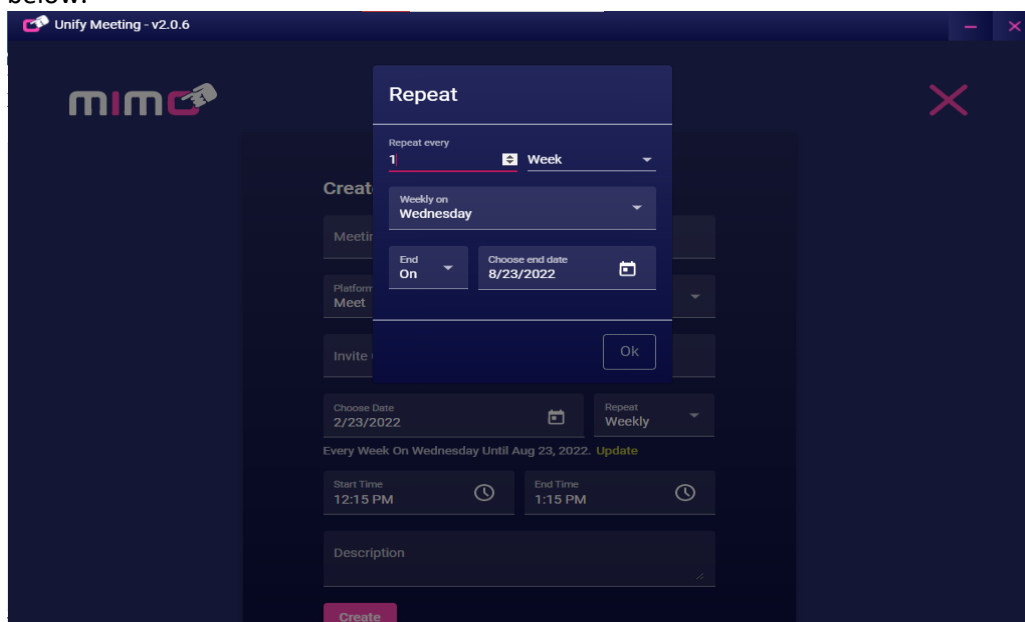 below.
Unify Meeting - v2.0.6
mimo
Repeat
Repeat every
1
Week
Creat
Weekly on
Wednesday
Meetin
End
On
Choose end date
8/23/2022
Platform
Meet
Invite
Ok
Choose Date
2/23/2022
Repeat
Weekly
Every Week On Wednesday Until Aug 23, 2022. Update
Start Time
12:15 PM
End Time
1:15 PM
Description
Create